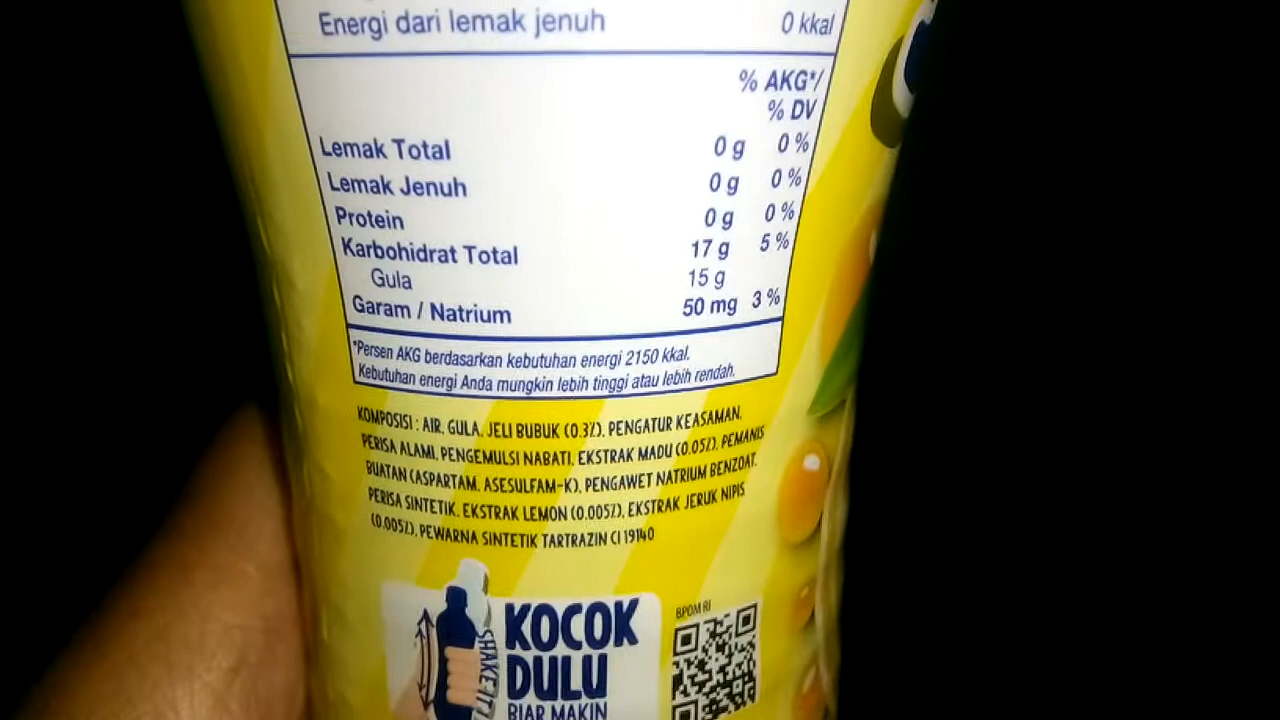 Energi dari lemak jenuh 0 kkal
% AKG*/
% DV
Lemak Total 0 g 0 %
Lemak Jenuh 0 g 0 %
Protein 0 g 0 %
Karbohidrat Total 17 g 5 %
Gula 15 g
Garam / Natrium 50 mg 3 %
*Persen AKG berdasarkan kebutuhan energi 2150 kkal.
Kebutuhan energi Anda mungkin lebih tinggi atau lebih rendah.
KOMPOSISI : AIR, GULA, JELI BUBUK (0.3%), PENGATUR KEASAMAN,
PERISA ALAMI, PENGEMULSI NABATI, EKSTRAK MADU (0.05%), PEMANIS
BUATAN (ASPARTAM, ASESULFAM-K), PENGAWET NATRIUM BENZOAT,
PERISA SINTETIK, EKSTRAK LEMON (0.005%), EKSTRAK JERUK NIPIS
(0.005%), PEWARNA SINTETIK TARTRAZIN CI 19140
SHAKE IT!
KOCOK
DULU
BIAR MAKIN
BPOM RI